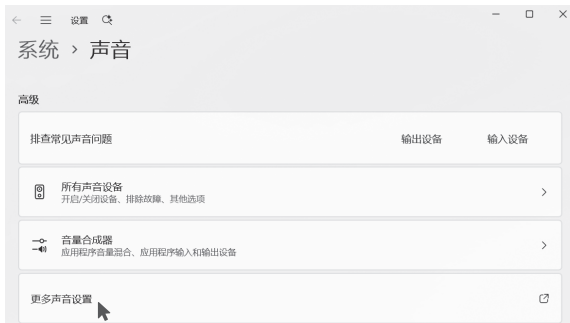 设置
系统 › 声音
高级
排查常见声音问题 输出设备 输入设备
所有声音设备
开启/关闭设备、排除故障、其他选项
音量合成器
应用程序音量混合、应用程序输入和输出设备
更多声音设置